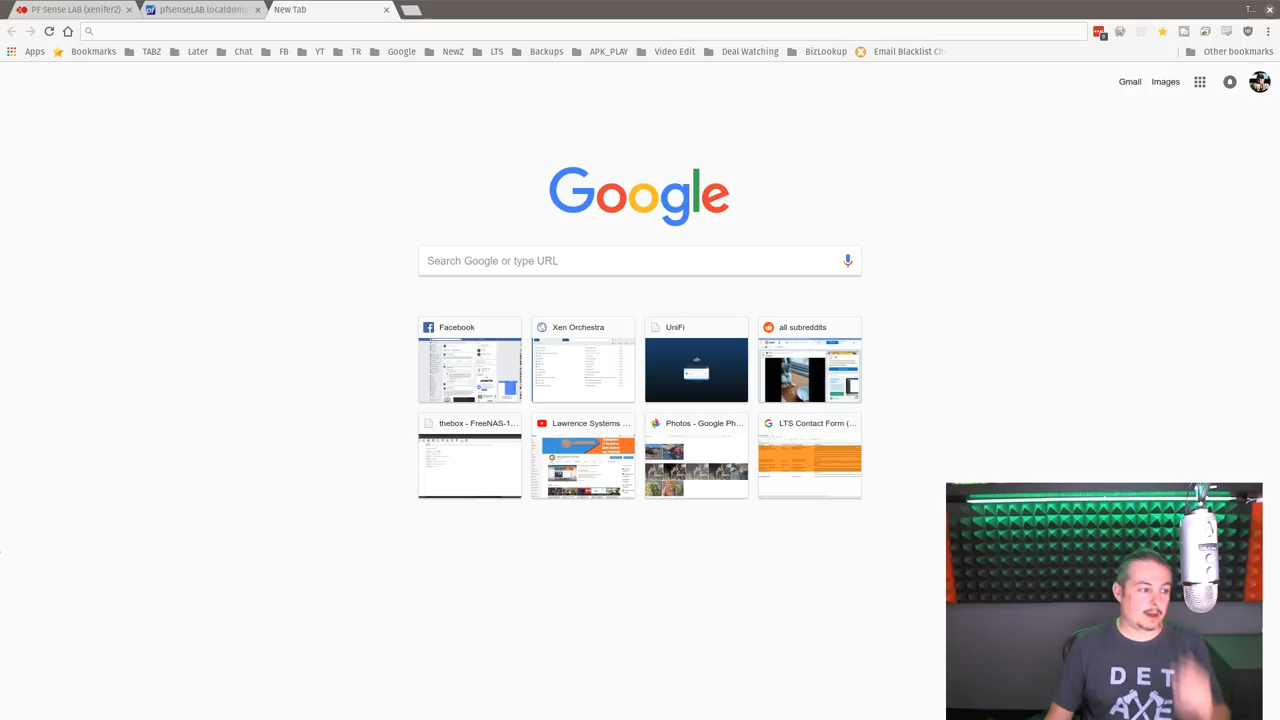 PF Sense LAB (xenifer2)
pfsenseLAB.localdom
New Tab
T...
Apps Bookmarks TABZ Later Chat FB YT TR Google NewZ LTS Backups APK_PLAY Video Edit Deal Watching BizLookup Email Blacklist Ch Other bookmarks
Gmail Images
Google
Search Google or type URL
Facebook Xen Orchestra UniFi all subreddits
thebox - FreeNAS-1... Lawrence Systems ... Photos - Google Ph... LTS Contact Form (...
DET
AXE